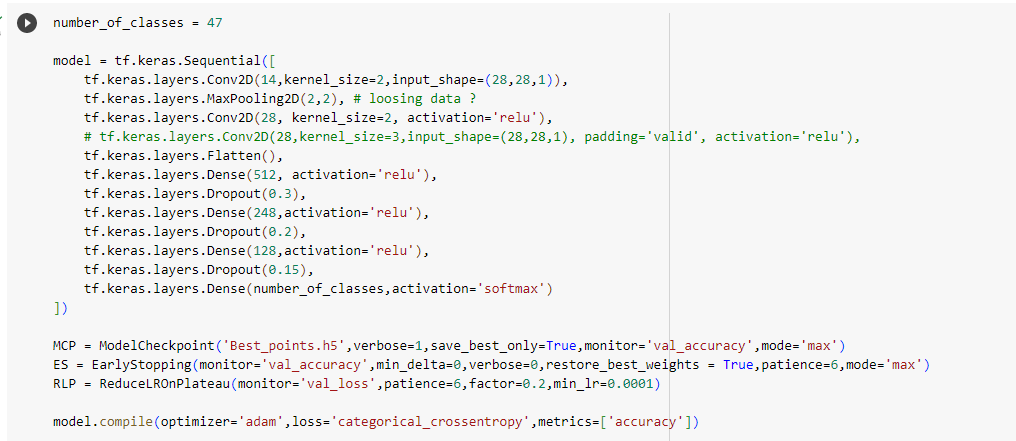 number_of_classes = 47
model = tf.keras.Sequential([
tf.keras.layers.Conv2D(14,kernel_size=2,input_shape=(28,28,1)),
tf.keras.layers.MaxPooling2D(2,2), # loosing data ?
tf.keras.layers.Conv2D(28, kernel_size=2, activation='relu'),
# tf.keras.layers.Conv2D(28,kernel_size=3,input_shape=(28,28,1), padding='valid', activation='relu'),
tf.keras.layers.Flatten(),
tf.keras.layers.Dense(512, activation='relu'),
tf.keras.layers.Dropout(0.3),
tf.keras.layers.Dense(248,activation='relu'),
tf.keras.layers.Dropout(0.2),
tf.keras.layers.Dense(128,activation='relu'),
tf.keras.layers.Dropout(0.15),
tf.keras.layers.Dense(number_of_classes,activation='softmax')
])
MCP = ModelCheckpoint('Best_points.h5',verbose=1,save_best_only=True,monitor='val_accuracy',mode='max')
ES = EarlyStopping(monitor='val_accuracy',min_delta=0,verbose=0,restore_best_weights = True,patience=6,mode='max')
RLP = ReduceLROnPlateau(monitor='val_loss',patience=6,factor=0.2,min_lr=0.0001)
model.compile(optimizer='adam',loss='categorical_crossentropy',metrics=['accuracy'])